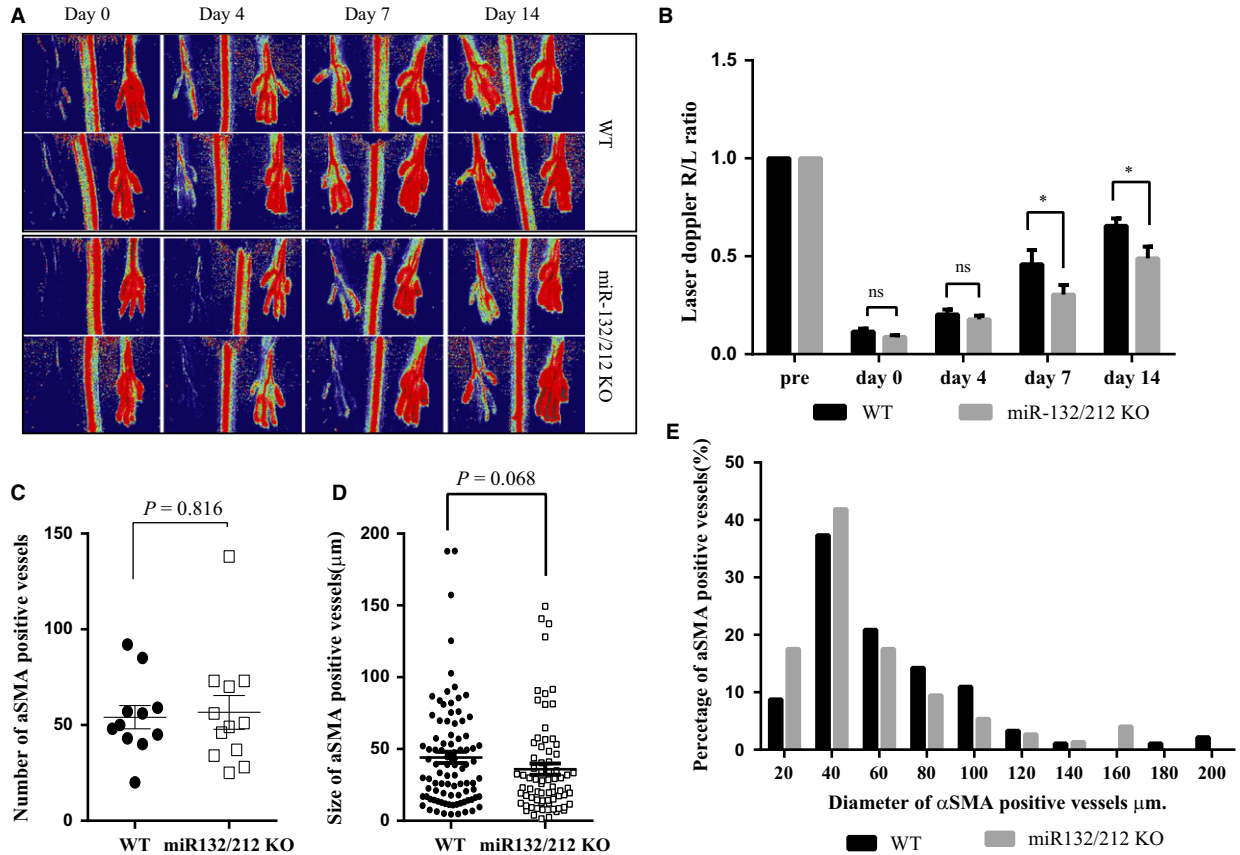 A
Day 0 Day 4 Day 7 Day 14
WT
miR-132/212 KO
B
Laser doppler R/L ratio
1.5
1.0
0.5
0.0
ns
ns
*
*
pre day 0 day 4 day 7 day 14
WT miR-132/212 KO
C
P = 0.816
Number of aSMA positive vessels
150
100
50
0
WT miR132/212 KO
D
P = 0.068
Size of aSMA positive vessels(μm)
200
150
100
50
0
WT miR132/212 KO
E
Percetage of aSMA positive vessels(%)
50
40
30
20
10
0
20 40 60 80 100 120 140 160 180 200
Diameter of αSMA positive vessels μm.
WT miR132/212 KO